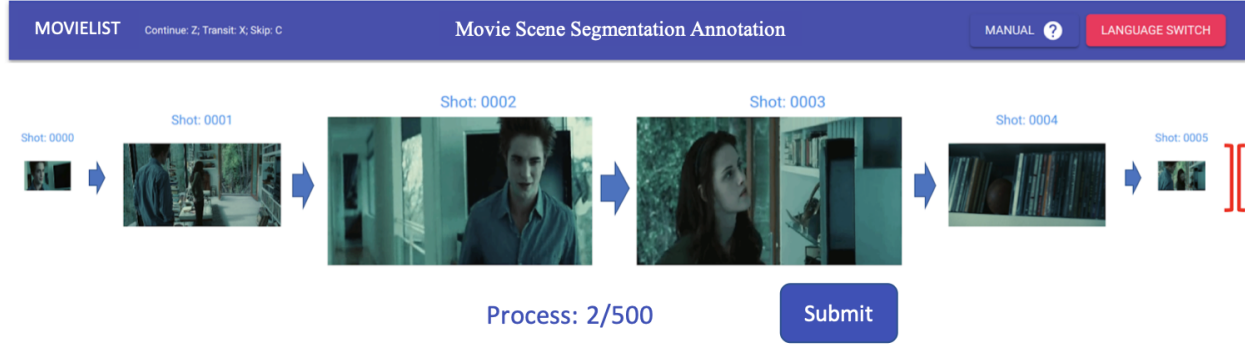 MOVIELIST Continue: Z; Transit: X; Skip: C Movie Scene Segmentation Annotation MANUAL ? LANGUAGE SWITCH
Shot: 0000
Shot: 0001
Shot: 0002
Shot: 0003
Shot: 0004
Shot: 0005
Process: 2/500
Submit